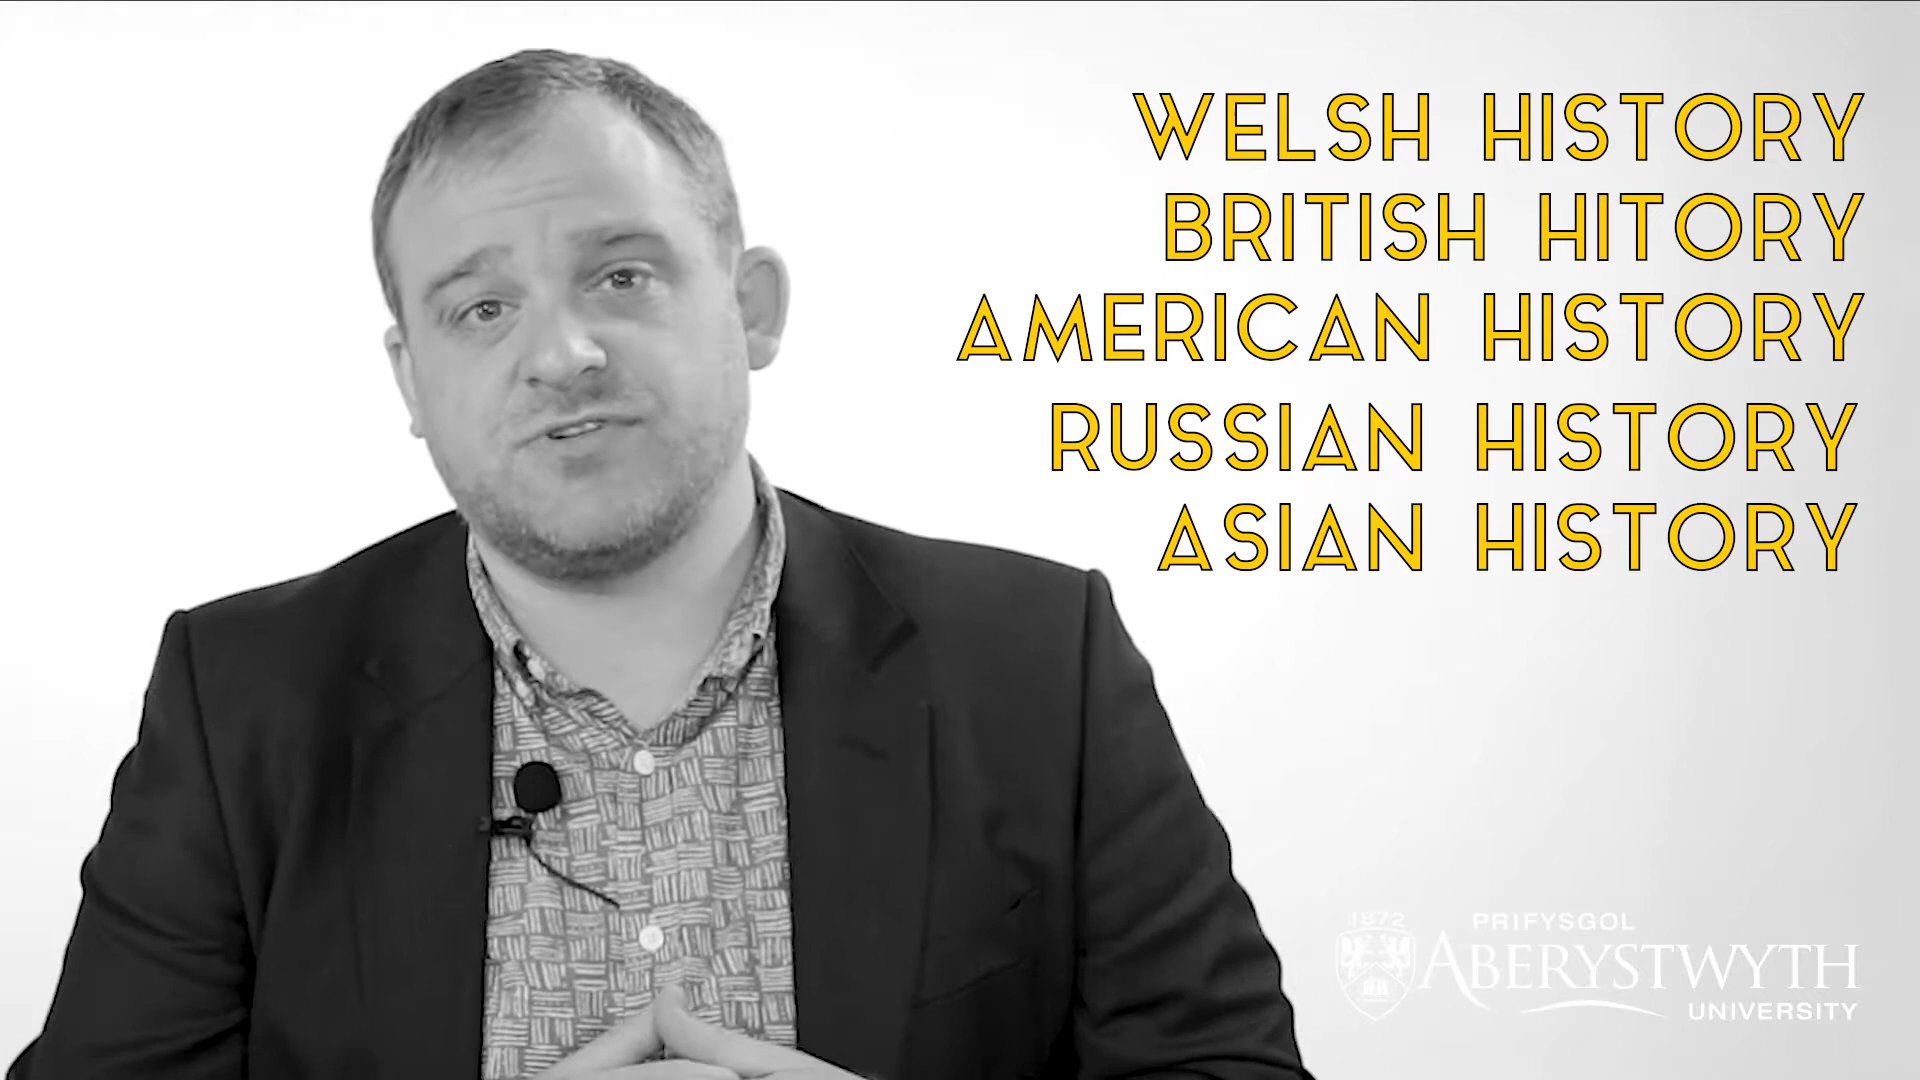 WELSH HISTORY
BRITISH HITORY
AMERICAN HISTORY
RUSSIAN HISTORY
ASIAN HISTORY
1872
PRIFYSGOL
ABERYSTWYTH
UNIVERSITY